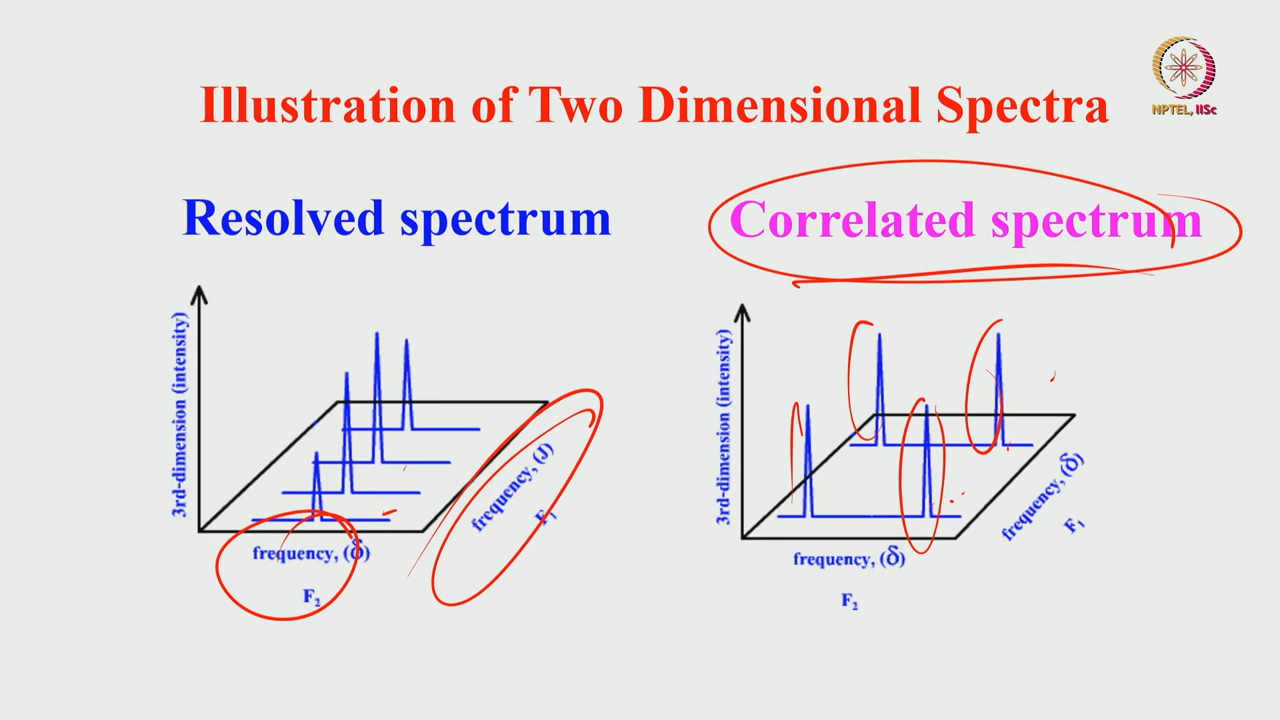 Illustration of Two Dimensional Spectra
NPTEL, IISc
Resolved spectrum
Correlated spectrum
3rd-dimension (intensity)
frequency, (J)
F1
frequency, (δ)
F2
3rd-dimension (intensity)
frequency, (δ)
F1
frequency, (δ)
F2